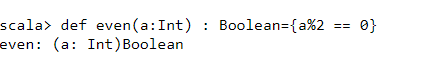 scala> def even(a:Int) : Boolean={a%2 == 0}
even: (a: Int)Boolean